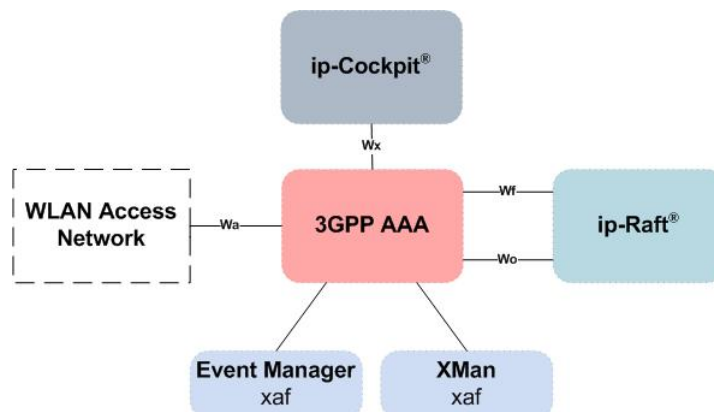 ip-Cockpit®
Wx
WLAN Access
Network
Wa
3GPP AAA
Wf
Wo
ip-Raft®
Event Manager
xaf
XMan
xaf